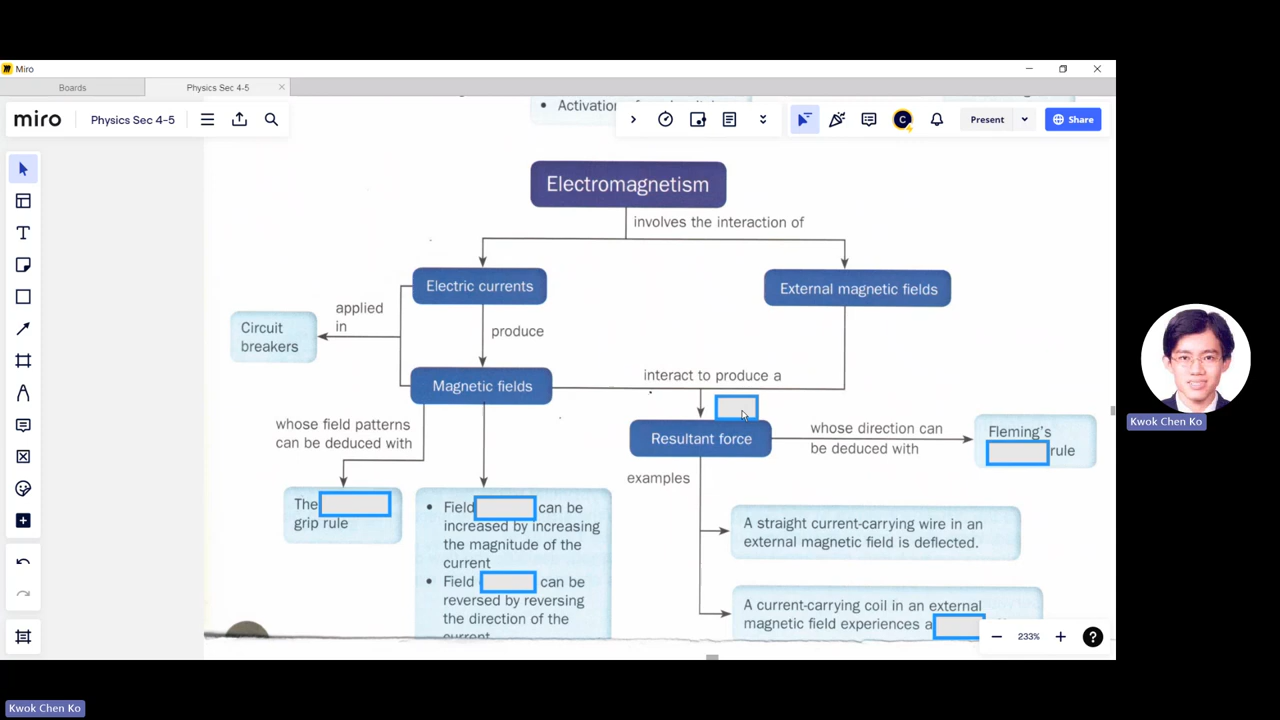 Miro
Boards
Physics Sec 4-5
miro
Physics Sec 4-5
Present
Share
C
Electromagnetism
involves the interaction of
Electric currents
External magnetic fields
applied
in
Circuit
breakers
produce
Magnetic fields
interact to produce a
whose field patterns
can be deduced with
Resultant force
whose direction can
be deduced with
Fleming's
rule
examples
The
grip rule
• Field can be
increased by increasing
the magnitude of the
current
• Field can be
reversed by reversing
the direction of the
current
A straight current-carrying wire in an
external magnetic field is deflected.
A current-carrying coil in an external
magnetic field experiences a
233%
Kwok Chen Ko
Kwok Chen Ko